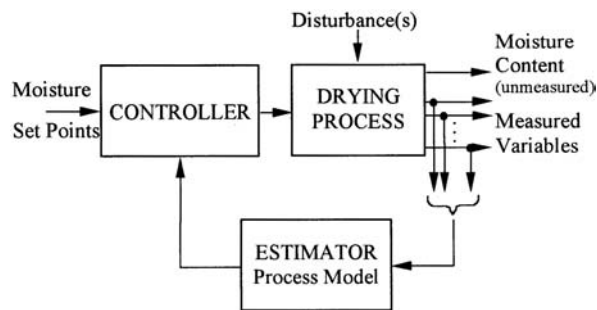 Disturbance(s)
Moisture
Set Points
CONTROLLER
DRYING
PROCESS
Moisture
Content
(unmeasured)
Measured
Variables
ESTIMATOR
Process Model